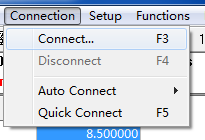 Connection Setup Functions
Connect... F3
Disconnect F4
Auto Connect
Quick Connect F5
8.500000